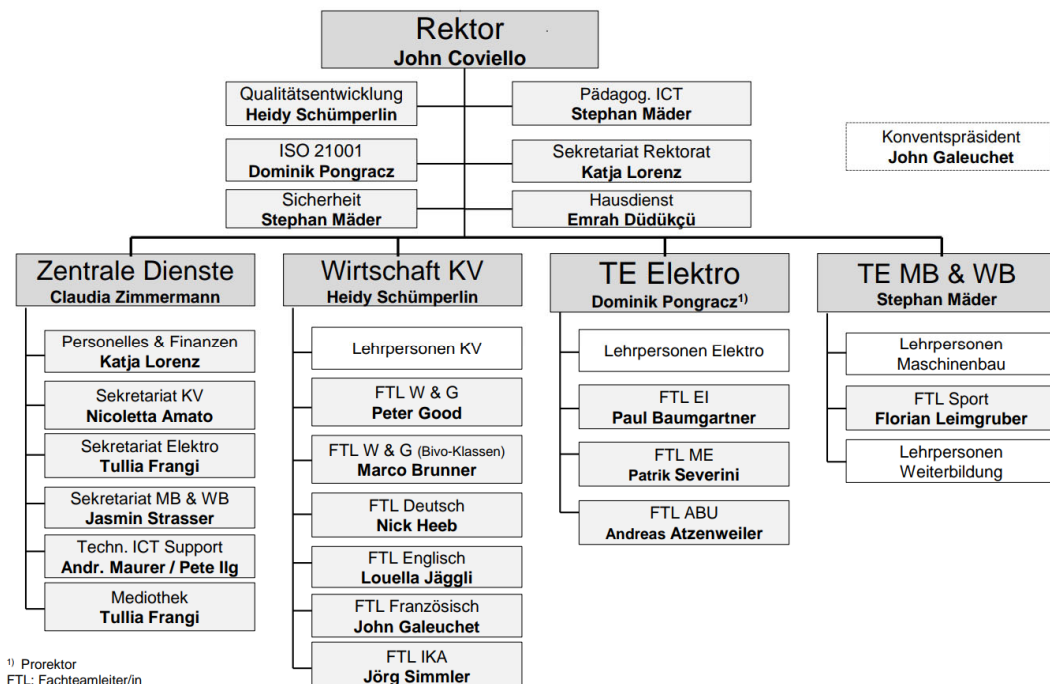 Rektor
John Coviello
Qualitätsentwicklung
Heidy Schümperlin
Pädagog. ICT
Stephan Mäder
ISO 21001
Dominik Pongracz
Sekretariat Rektorat
Katja Lorenz
Sicherheit
Stephan Mäder
Hausdienst
Emrah Düdükçü
Konventspräsident
John Galeuchet
Zentrale Dienste
Claudia Zimmermann
Personelles & Finanzen
Katja Lorenz
Sekretariat KV
Nicoletta Amato
Sekretariat Elektro
Tullia Frangi
Sekretariat MB & WB
Jasmin Strasser
Techn. ICT Support
Andr. Maurer / Pete Ilg
Mediothek
Tullia Frangi
Wirtschaft KV
Heidy Schümperlin
Lehrpersonen KV
FTL W & G
Peter Good
FTL W & G (Bivo-Klassen)
Marco Brunner
FTL Deutsch
Nick Heeb
FTL Englisch
Louella Jäggli
FTL Französisch
John Galeuchet
FTL IKA
Jörg Simmler
TE Elektro
Dominik Pongracz¹⁾
Lehrpersonen Elektro
FTL EI
Paul Baumgartner
FTL ME
Patrik Severini
FTL ABU
Andreas Atzenweiler
TE MB & WB
Stephan Mäder
Lehrpersonen
Maschinenbau
FTL Sport
Florian Leimgruber
Lehrpersonen
Weiterbildung
¹⁾ Prorektor
FTL: Fachteamleiter/in